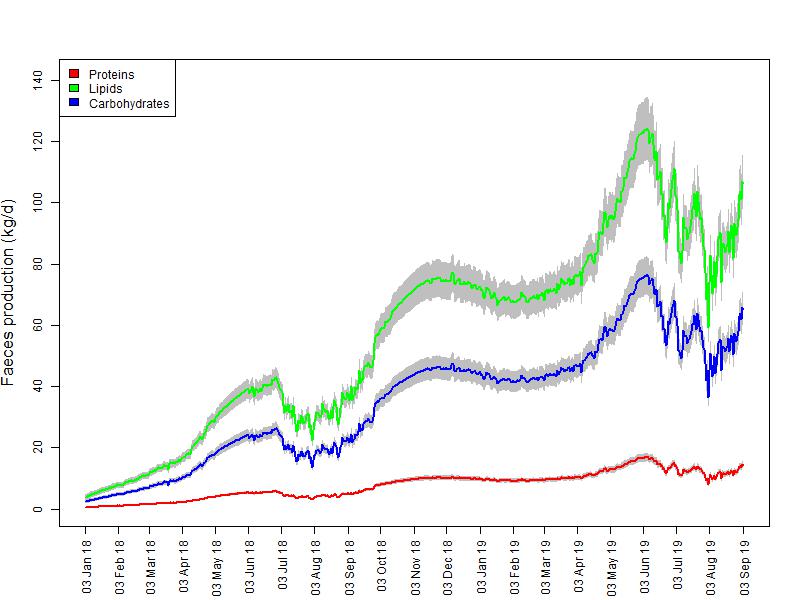 Proteins
Lipids
Carbohydrates
Faeces production (kg/d)
140
120
100
80
60
40
20
0
03 Jan 18
03 Feb 18
03 Mar 18
03 Apr 18
03 May 18
03 Jun 18
03 Jul 18
03 Aug 18
03 Sep 18
03 Oct 18
03 Nov 18
03 Dec 18
03 Jan 19
03 Feb 19
03 Mar 19
03 Apr 19
03 May 19
03 Jun 19
03 Jul 19
03 Aug 19
03 Sep 19